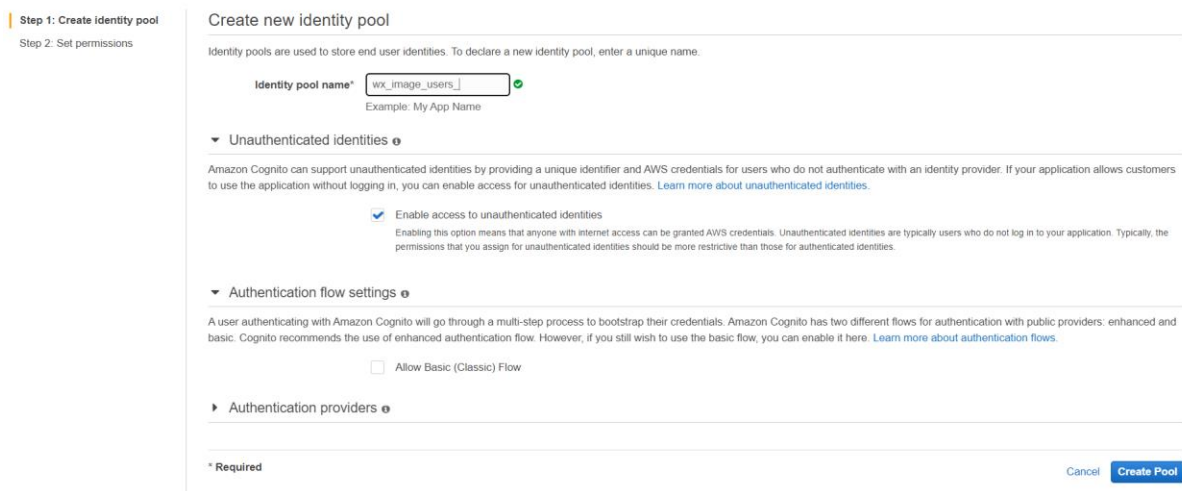 Step 1: Create identity pool
Step 2: Set permissions
Create new identity pool
Identity pools are used to store end user identities. To declare a new identity pool, enter a unique name.
Identity pool name* wx_image_users_
Example: My App Name
Unauthenticated identities
Amazon Cognito can support unauthenticated identities by providing a unique identifier and AWS credentials for users who do not authenticate with an identity provider. If your application allows customers
to use the application without logging in, you can enable access for unauthenticated identities. Learn more about unauthenticated identities.
Enable access to unauthenticated identities
Enabling this option means that anyone with internet access can be granted AWS credentials. Unauthenticated identities are typically users who do not log in to your application. Typically, the
permissions that you assign for unauthenticated identities should be more restrictive than those for authenticated identities.
Authentication flow settings
A user authenticating with Amazon Cognito will go through a multi-step process to bootstrap their credentials. Amazon Cognito has two different flows for authentication with public providers: enhanced and
basic. Cognito recommends the use of enhanced authentication flow. However, if you still wish to use the basic flow, you can enable it here. Learn more about authentication flows.
Allow Basic (Classic) Flow
Authentication providers
* Required
Cancel Create Pool